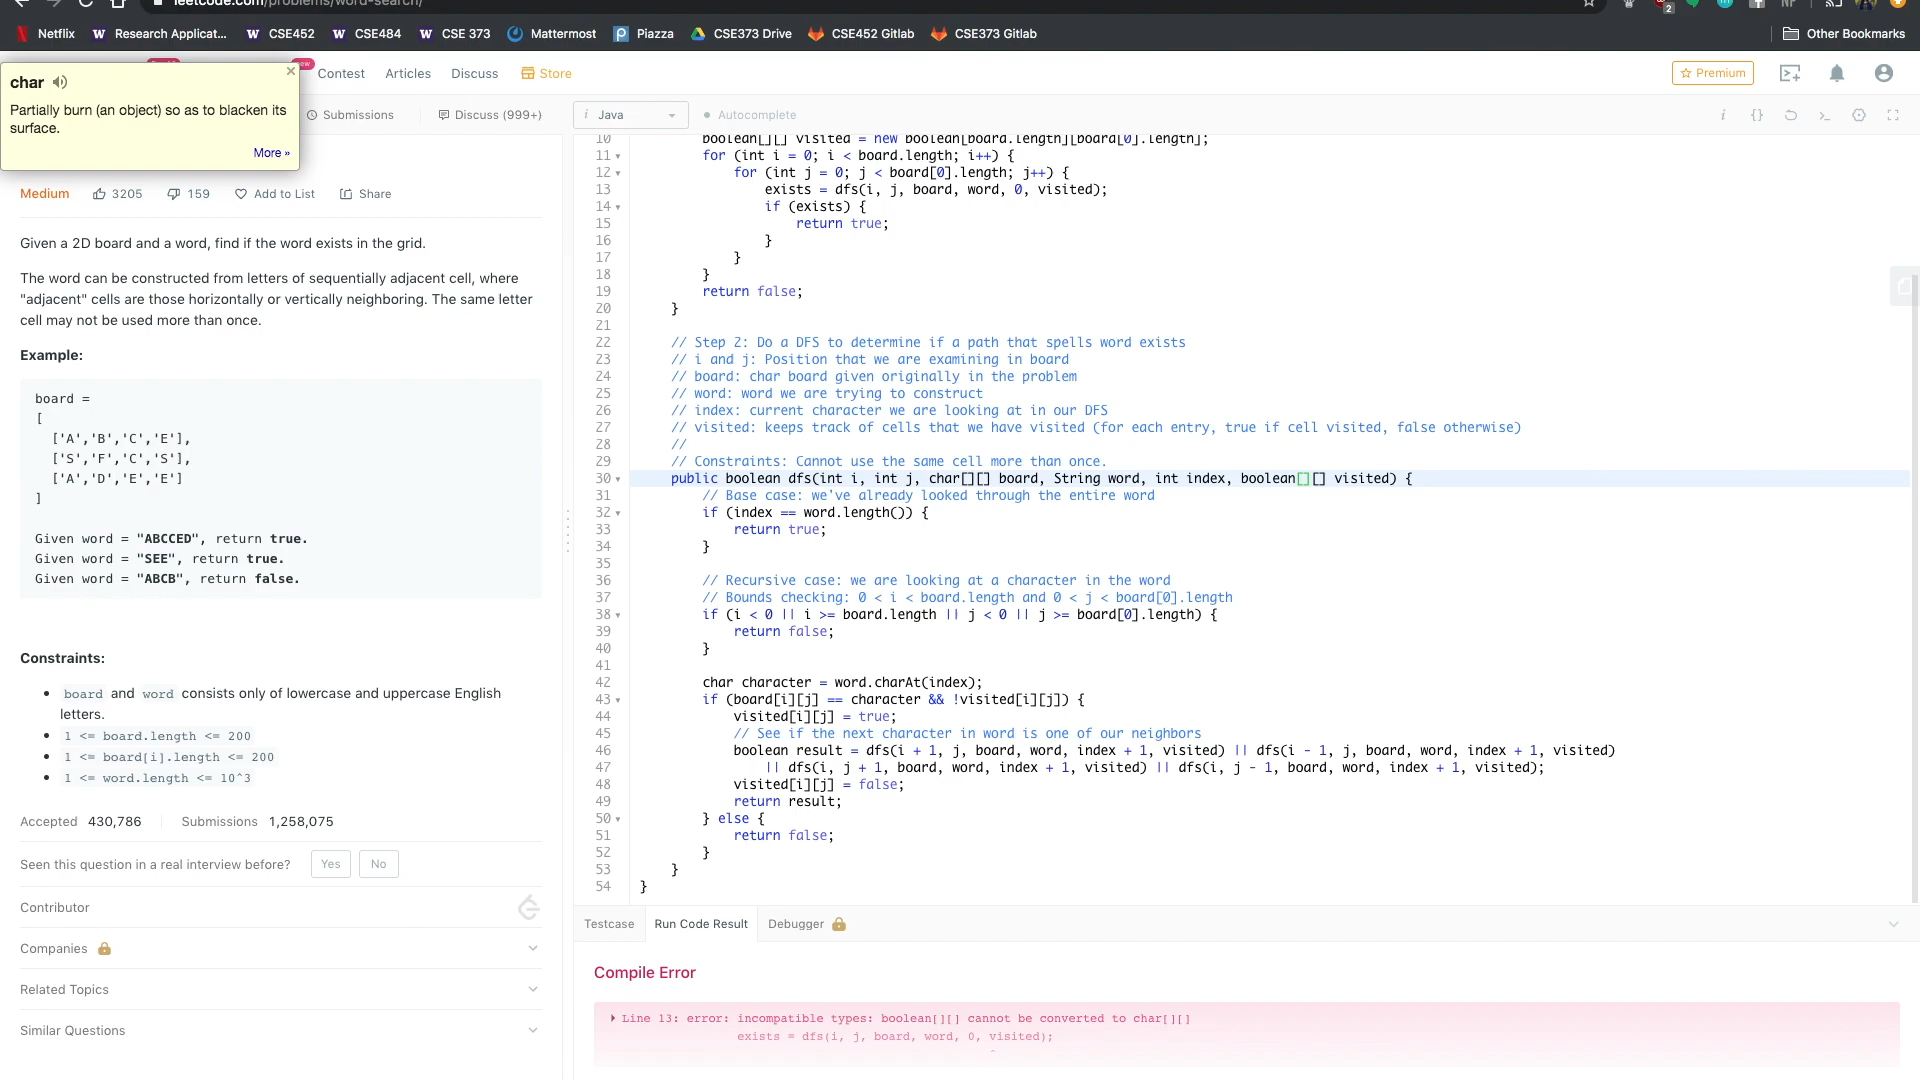 leetcode.com/problems/word-search/
2
Netflix
Research Applicat...
CSE452
CSE484
CSE 373
Mattermost
Piazza
CSE373 Drive
CSE452 Gitlab
CSE373 Gitlab
Other Bookmarks
new
Contest
Articles
Discuss
Store
Premium
char
Partially burn (an object) so as to blacken its
surface.
More »
Submissions
Discuss (999+)
Medium
3205
159
Add to List
Share
Given a 2D board and a word, find if the word exists in the grid.
The word can be constructed from letters of sequentially adjacent cell, where
"adjacent" cells are those horizontally or vertically neighboring. The same letter
cell may not be used more than once.
Example:
board =
[
['A','B','C','E'],
['S','F','C','S'],
['A','D','E','E']
]
Given word = "ABCCED", return true.
Given word = "SEE", return true.
Given word = "ABCB", return false.
Constraints:
board and word consists only of lowercase and uppercase English
letters.
1 <= board.length <= 200
1 <= board[i].length <= 200
1 <= word.length <= 10^3
Accepted 430,786 Submissions 1,258,075
Seen this question in a real interview before? Yes No
Contributor
Companies
Related Topics
Similar Questions
i Java
Autocomplete
10 boolean[][] visited = new boolean[board.length][board[0].length];
11 for (int i = 0; i < board.length; i++) {
12 for (int j = 0; j < board[0].length; j++) {
13 exists = dfs(i, j, board, word, 0, visited);
14 if (exists) {
15 return true;
16 }
17 }
18 }
19 return false;
20 }
21
22 // Step 2: Do a DFS to determine if a path that spells word exists
23 // i and j: Position that we are examining in board
24 // board: char board given originally in the problem
25 // word: word we are trying to construct
26 // index: current character we are looking at in our DFS
27 // visited: keeps track of cells that we have visited (for each entry, true if cell visited, false otherwise)
28 //
29 // Constraints: Cannot use the same cell more than once.
30 public boolean dfs(int i, int j, char[][] board, String word, int index, boolean[][] visited) {
31 // Base case: we've already looked through the entire word
32 if (index == word.length()) {
33 return true;
34 }
35
36 // Recursive case: we are looking at a character in the word
37 // Bounds checking: 0 < i < board.length and 0 < j < board[0].length
38 if (i < 0 || i >= board.length || j < 0 || j >= board[0].length) {
39 return false;
40 }
41
42 char character = word.charAt(index);
43 if (board[i][j] == character && !visited[i][j]) {
44 visited[i][j] = true;
45 // See if the next character in word is one of our neighbors
46 boolean result = dfs(i + 1, j, board, word, index + 1, visited) || dfs(i - 1, j, board, word, index + 1, visited)
47 || dfs(i, j + 1, board, word, index + 1, visited) || dfs(i, j - 1, board, word, index + 1, visited);
48 visited[i][j] = false;
49 return result;
50 } else {
51 return false;
52 }
53 }
54 }
Testcase
Run Code Result
Debugger
Compile Error
Line 13: error: incompatible types: boolean[][] cannot be converted to char[][]
exists = dfs(i, j, board, word, 0, visited);
^